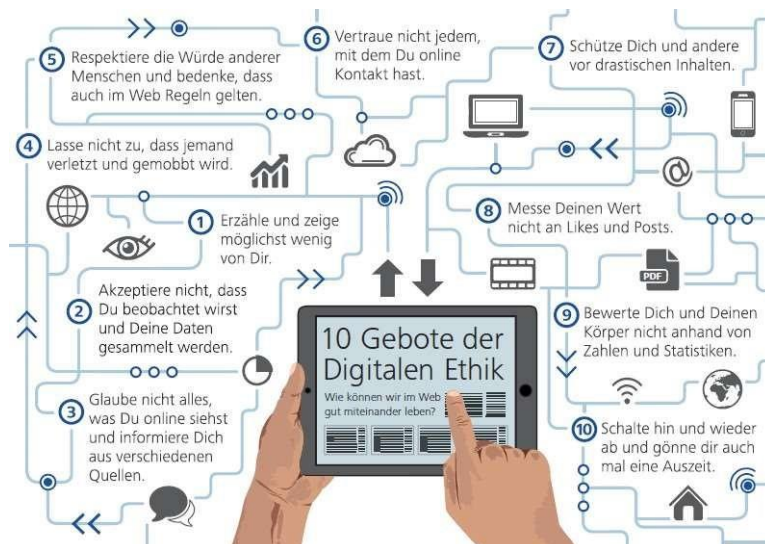 10 Gebote der
Digitalen Ethik
Wie können wir im Web
gut miteinander leben?
1 Erzähle und zeige
möglichst wenig
von Dir.
2 Akzeptiere nicht, dass
Du beobachtet wirst
und Deine Daten
gesammelt werden.
3 Glaube nicht alles,
was Du online siehst
und informiere Dich
aus verschiedenen
Quellen.
4 Lasse nicht zu, dass jemand
verletzt und gemobbt wird.
5 Respektiere die Würde anderer
Menschen und bedenke, dass
auch im Web Regeln gelten.
6 Vertraue nicht jedem,
mit dem Du online
Kontakt hast.
7 Schütze Dich und andere
vor drastischen Inhalten.
@
8 Messe Deinen Wert
nicht an Likes und Posts.
PDF
9 Bewerte Dich und Deinen
Körper nicht anhand von
Zahlen und Statistiken.
10 Schalte hin und wieder
ab und gönne dir auch
mal eine Auszeit.